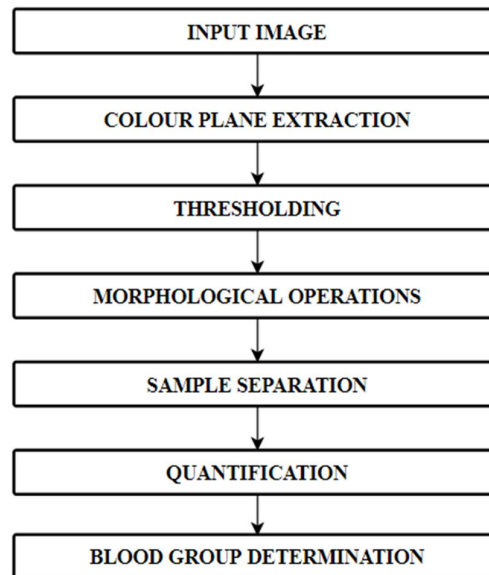 INPUT IMAGE
COLOUR PLANE EXTRACTION
THRESHOLDING
MORPHOLOGICAL OPERATIONS
SAMPLE SEPARATION
QUANTIFICATION
BLOOD GROUP DETERMINATION